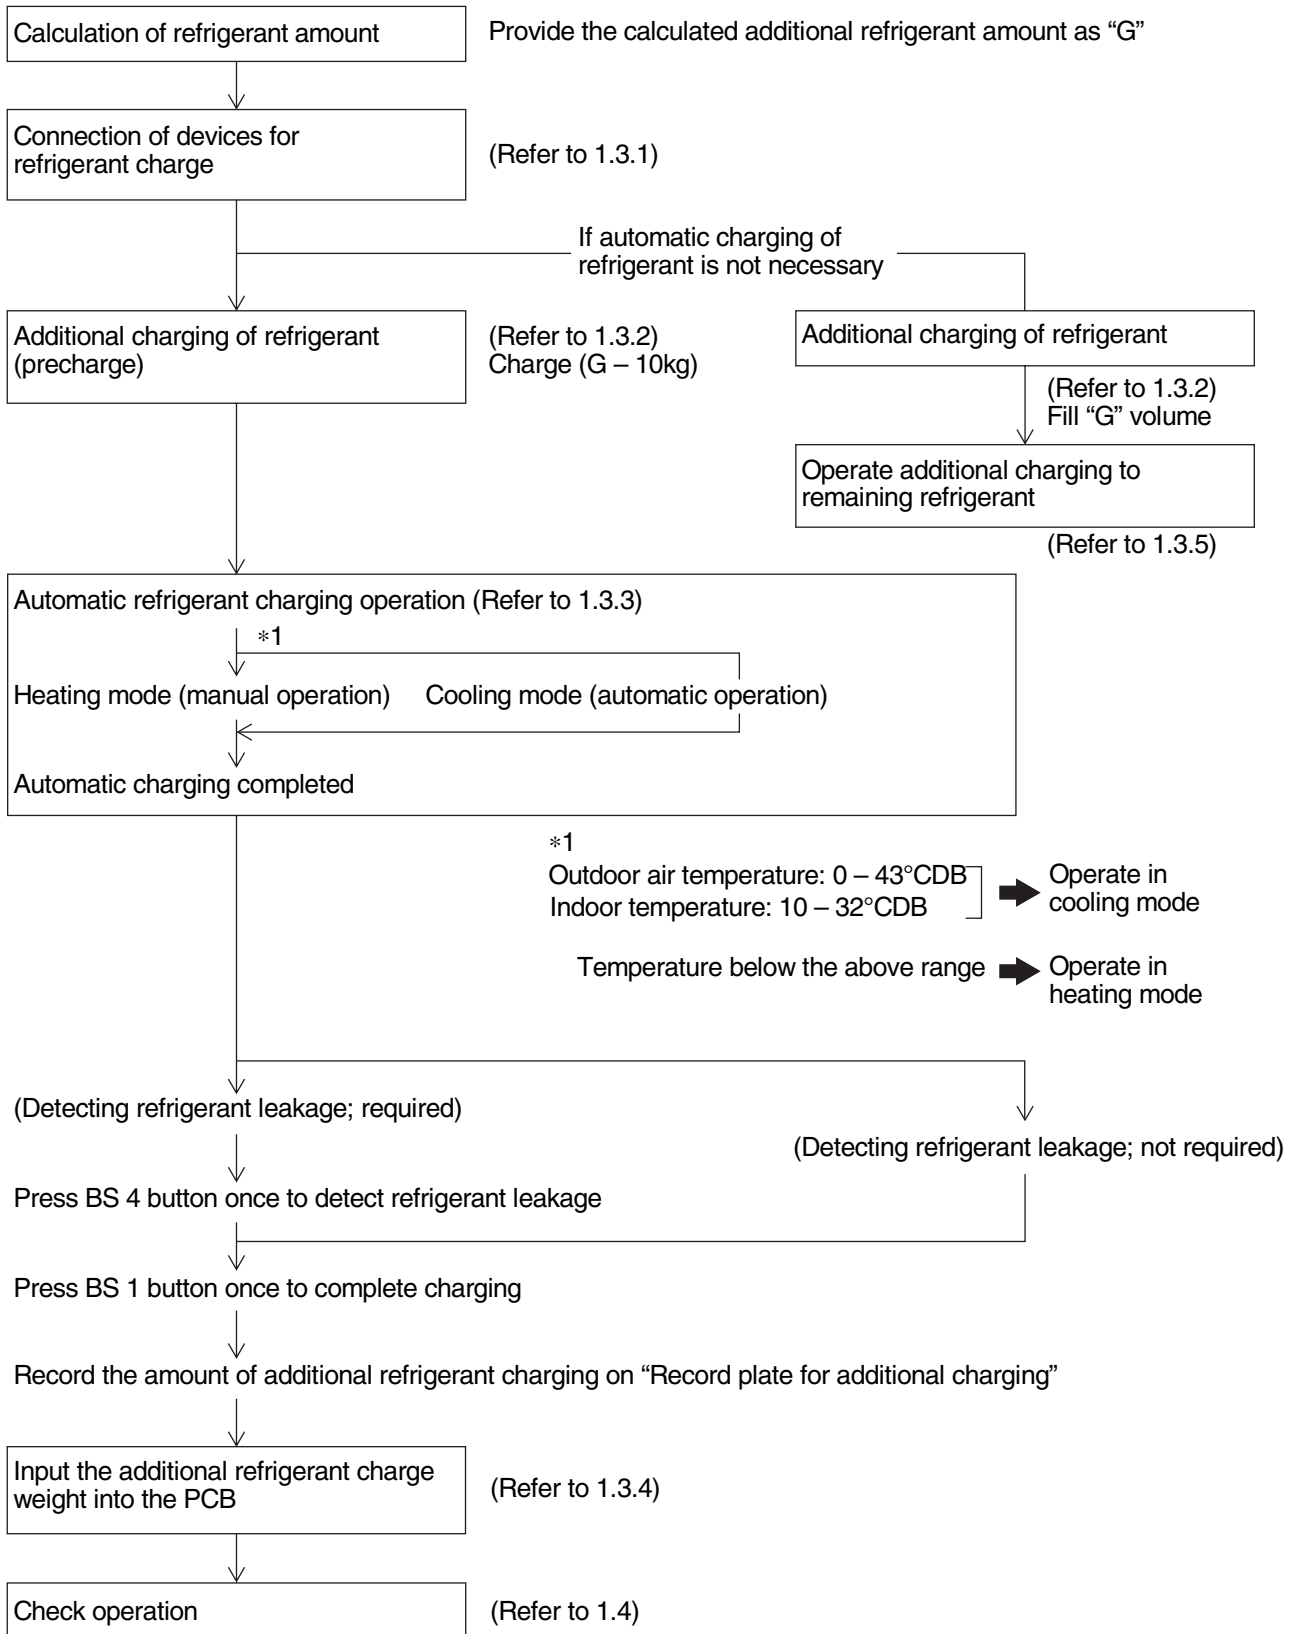 Calculation of refrigerant amount
Provide the calculated additional refrigerant amount as “G”
Connection of devices for
refrigerant charge
(Refer to 1.3.1)
If automatic charging of
refrigerant is not necessary
Additional charging of refrigerant
(precharge)
(Refer to 1.3.2)
Charge (G – 10kg)
Additional charging of refrigerant
(Refer to 1.3.2)
Fill “G” volume
Operate additional charging to
remaining refrigerant
(Refer to 1.3.5)
Automatic refrigerant charging operation (Refer to 1.3.3)
*1
Heating mode (manual operation)
Cooling mode (automatic operation)
Automatic charging completed
*1
Outdoor air temperature: 0 – 43°CDB
Indoor temperature: 10 – 32°CDB
Operate in
cooling mode
Temperature below the above range
Operate in
heating mode
(Detecting refrigerant leakage; required)
(Detecting refrigerant leakage; not required)
Press BS 4 button once to detect refrigerant leakage
Press BS 1 button once to complete charging
Record the amount of additional refrigerant charging on “Record plate for additional charging”
Input the additional refrigerant charge
weight into the PCB
(Refer to 1.3.4)
Check operation
(Refer to 1.4)